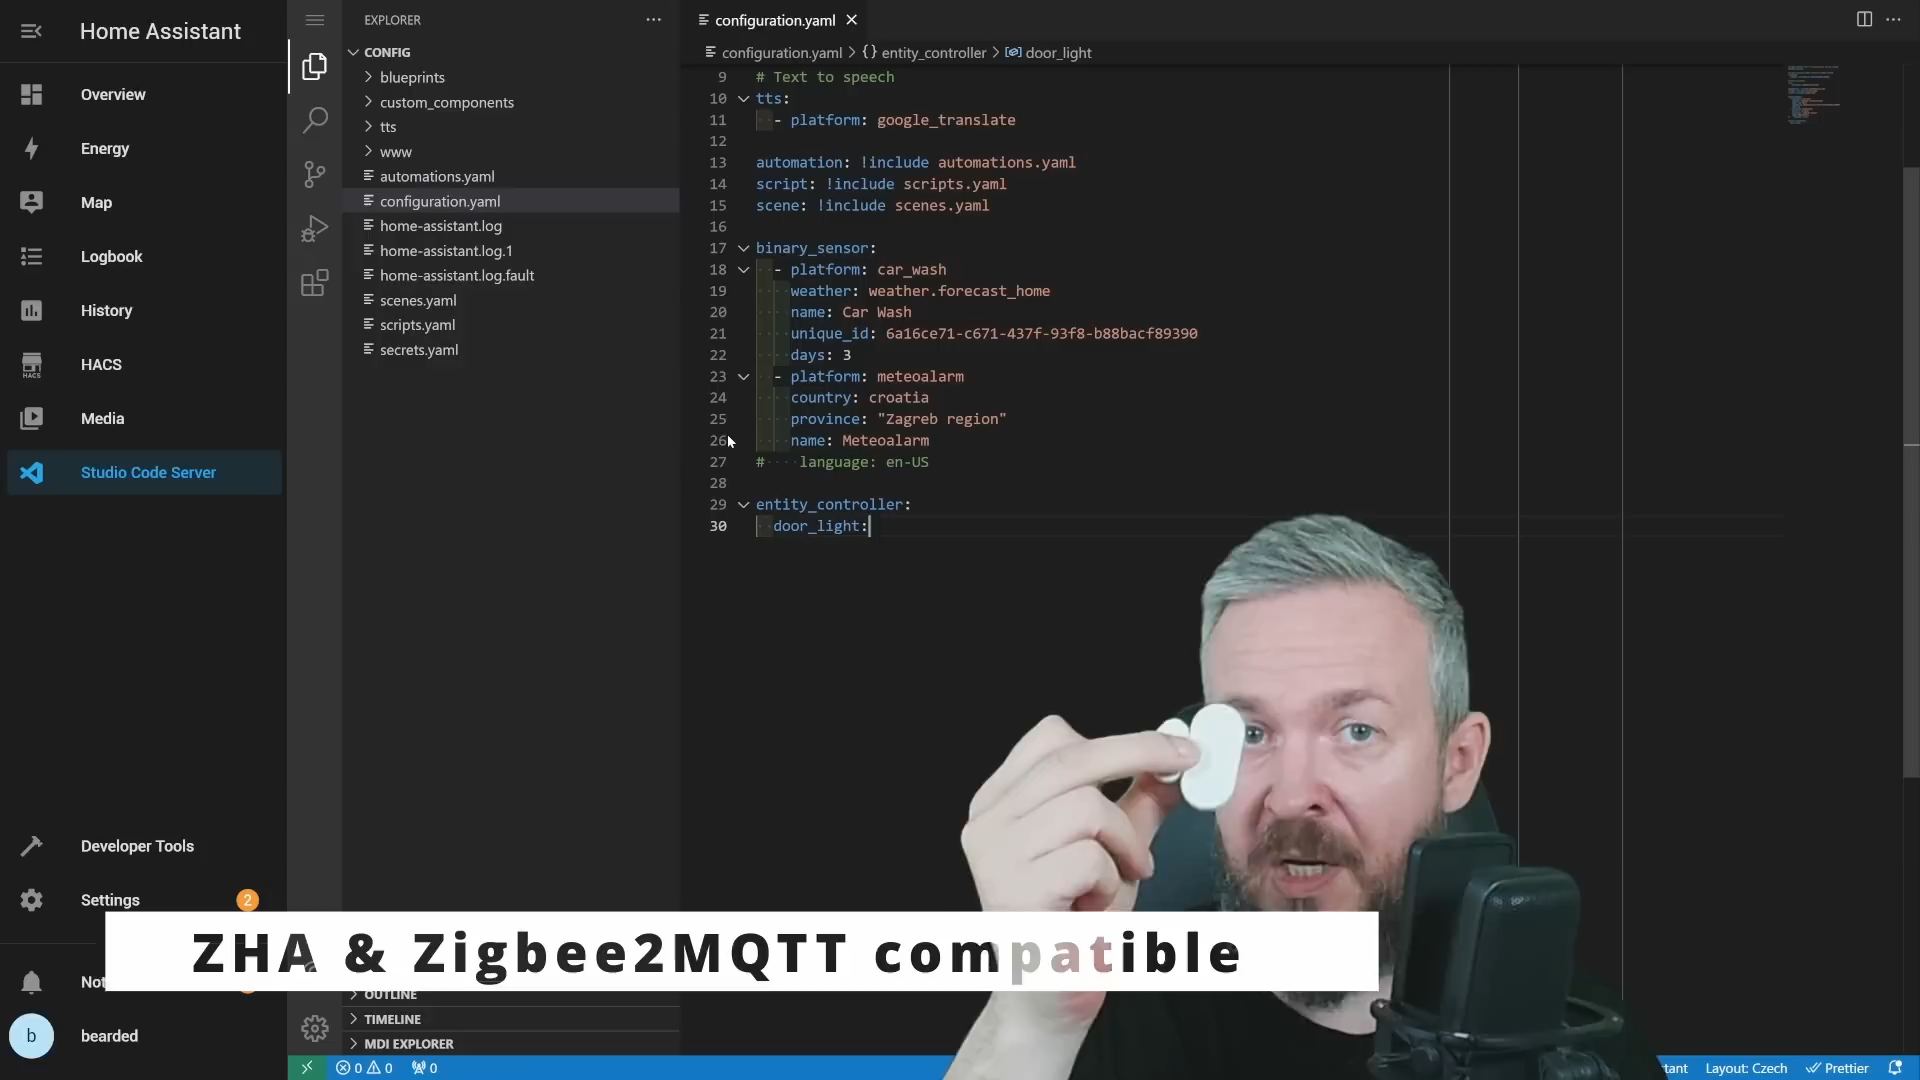 Home Assistant
Overview
Energy
Map
Logbook
History
HACS
HACS
Media
Studio Code Server
Developer Tools
Settings
2
b
bearded
EXPLORER
CONFIG
blueprints
custom_components
tts
www
automations.yaml
configuration.yaml
home-assistant.log
home-assistant.log.1
home-assistant.log.fault
scenes.yaml
scripts.yaml
secrets.yaml
OUTLINE
TIMELINE
MDI EXPLORER
configuration.yaml
configuration.yaml > {} entity_controller > door_light
9 # Text to speech
10 tts:
11 - platform: google_translate
12
13 automation: !include automations.yaml
14 script: !include scripts.yaml
15 scene: !include scenes.yaml
16
17 binary_sensor:
18 - platform: car_wash
19 weather: weather.forecast_home
20 name: Car Wash
21 unique_id: 6a16ce71-c671-437f-93f8-b88bacf89390
22 days: 3
23 - platform: meteoalarm
24 country: croatia
25 province: "Zagreb region"
26 name: Meteoalarm
27 # language: en-US
28
29 entity_controller:
30 door_light:
ZHA & Zigbee2MQTT compatible
0 0 0
Layout: Czech
Prettier